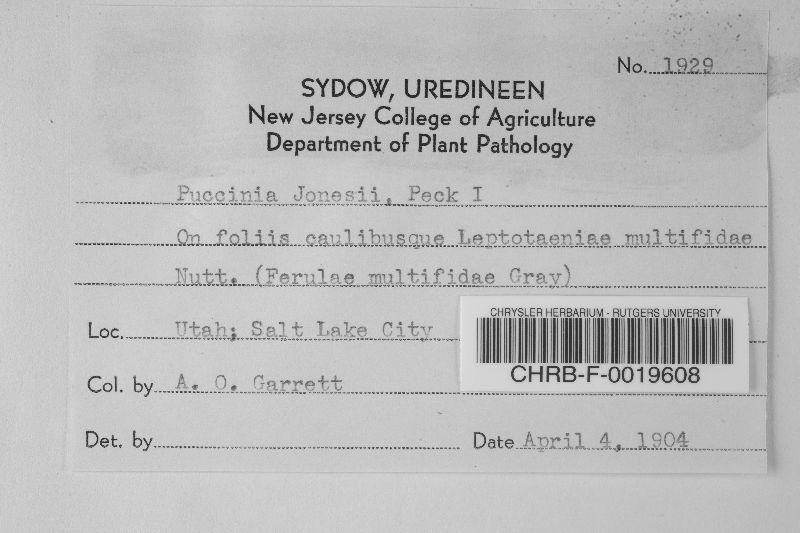 No. 1929
SYDOW, UREDINEEN
New Jersey College of Agriculture
Department of Plant Pathology
Puccinia Jonesii, Peck I
On foliis caulibusque Leptotaeniae multifidae
Nutt. (Ferulae multifidae Gray)
Loc. Utah; Salt Lake City
CHRYSLER HERBARIUM - RUTGERS UNIVERSITY
CHRB-F-0019608
Col. by A. O. Garrett
Det. by
Date April 4, 1904